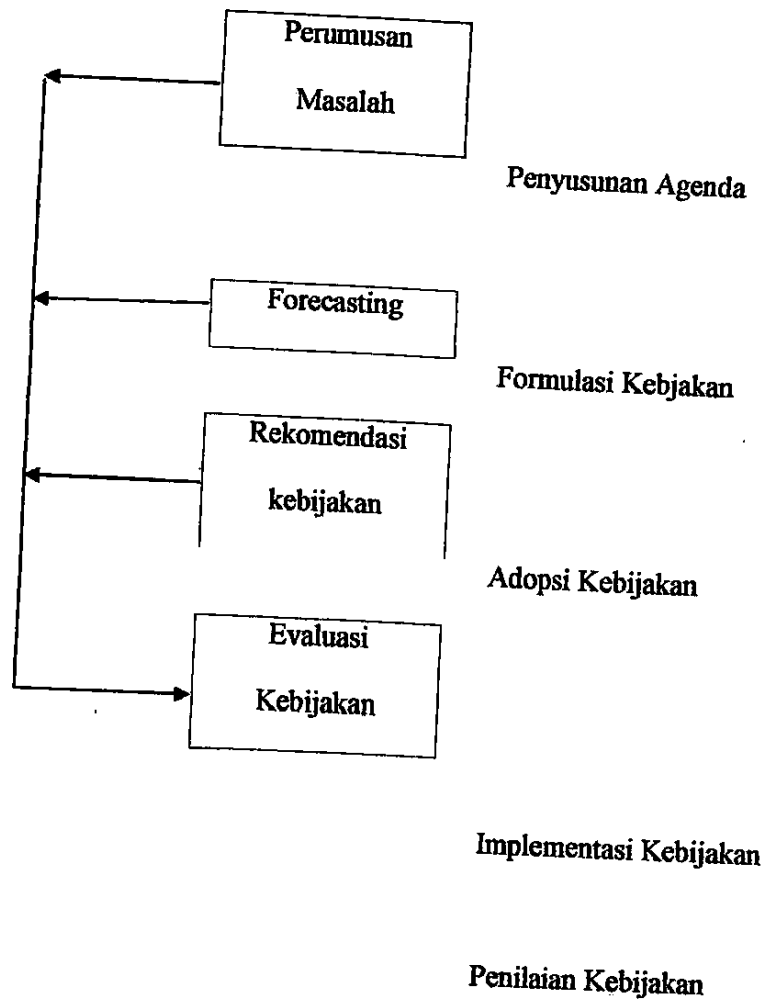 Perumusan
Masalah
Penyusunan Agenda
Forecasting
Formulasi Kebjakan
Rekomendasi
kebijakan
Adopsi Kebijakan
Evaluasi
Kebijakan
Implementasi Kebijakan
Penilaian Kebijakan